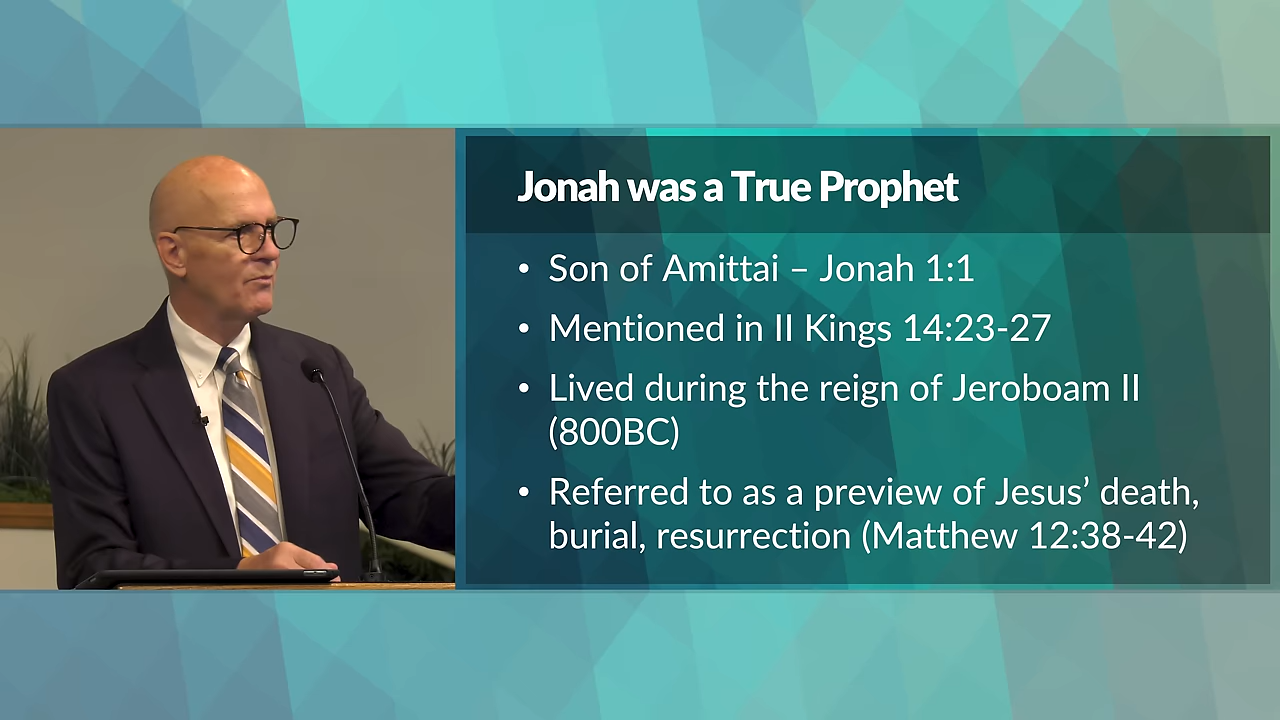 Jonah was a True Prophet
• Son of Amittai – Jonah 1:1
• Mentioned in II Kings 14:23-27
• Lived during the reign of Jeroboam II
(800BC)
• Referred to as a preview of Jesus’ death,
burial, resurrection (Matthew 12:38-42)